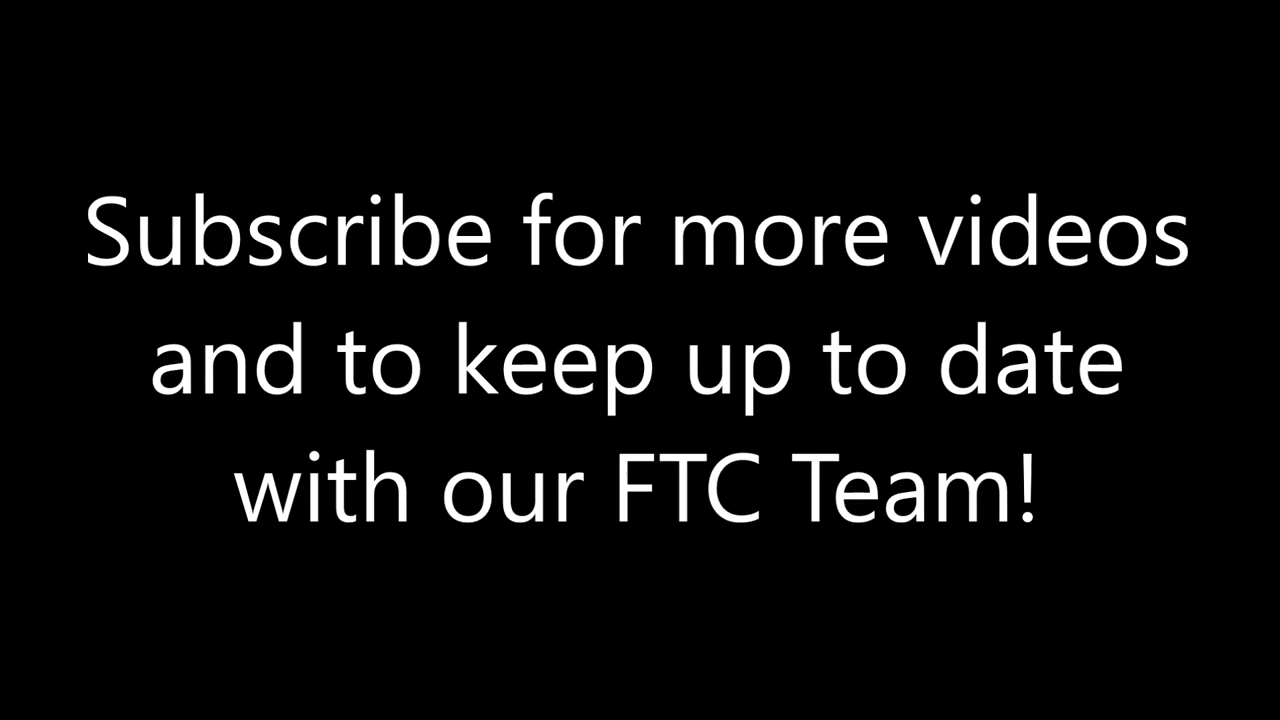 Subscribe for more videos
and to keep up to date
with our FTC Team!